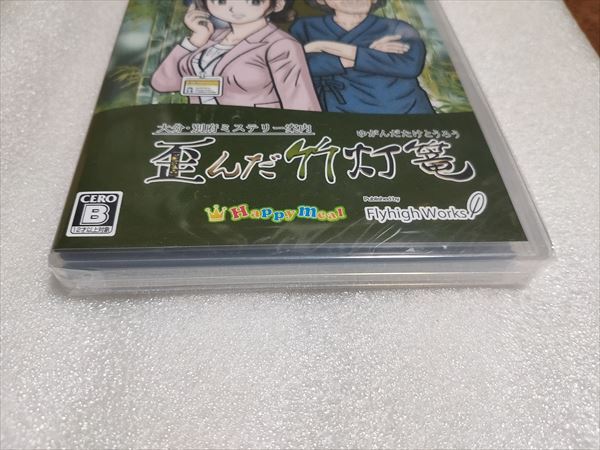 大分・別府ミステリー案内
ゆがんだたけとうろう
歪んだ竹灯篭
CERO
B
12才以上対象
Happy Meal
Published by
FlyhighWorks